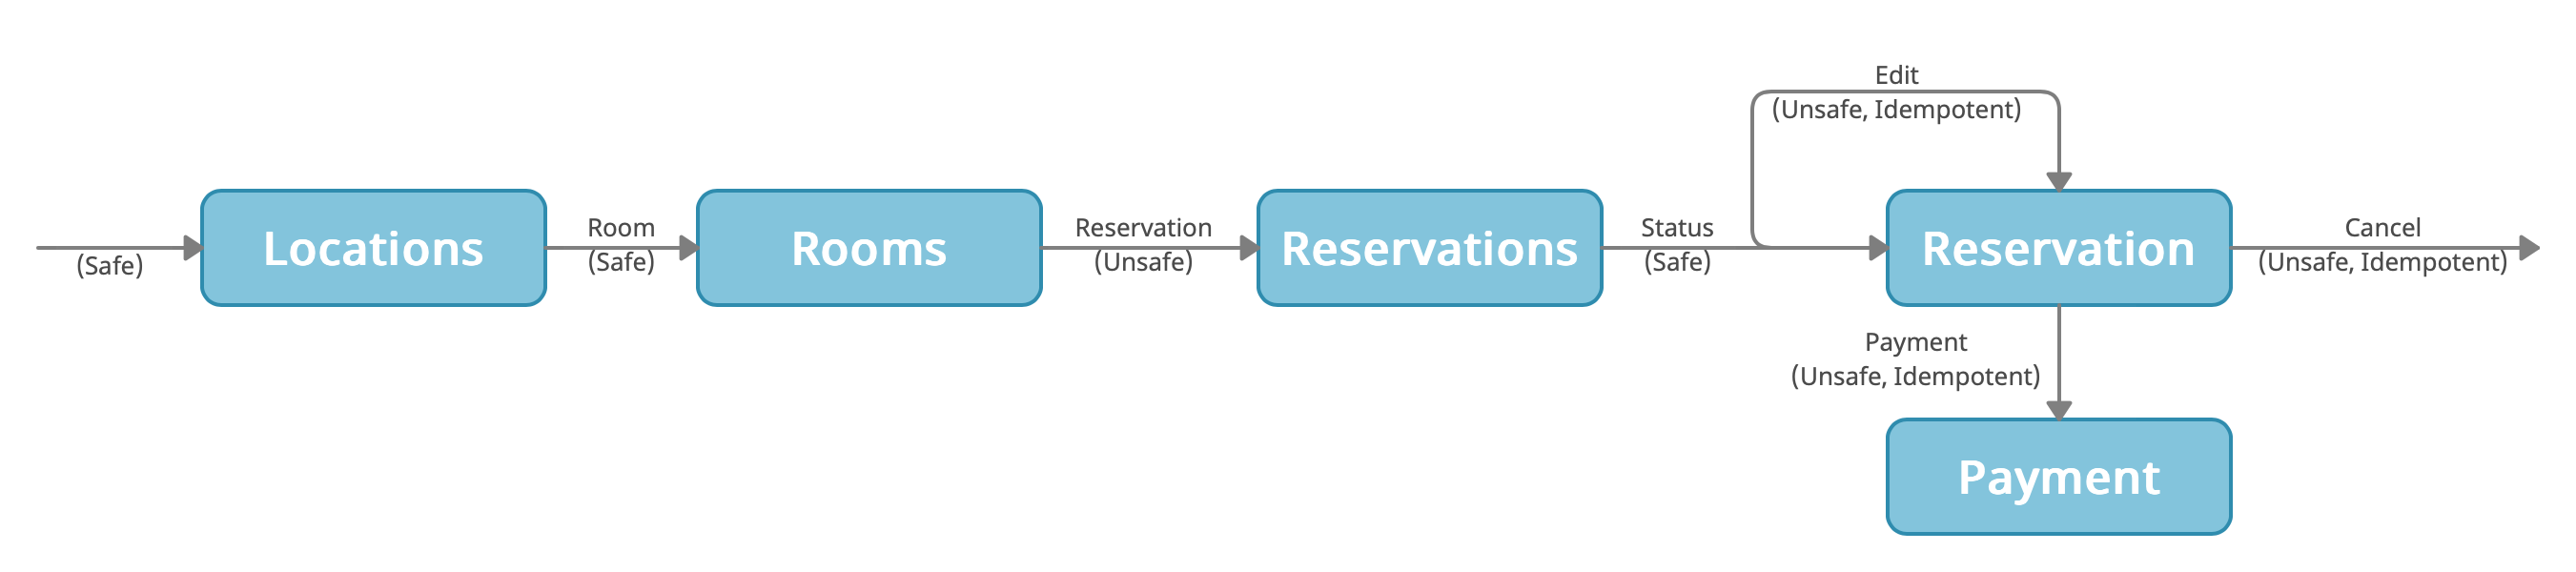 Edit
(Unsafe, Idempotent)
(Safe)
Locations
Room
(Safe)
Rooms
Reservation
(Unsafe)
Reservations
Status
(Safe)
Reservation
Cancel
(Unsafe, Idempotent)
Payment
(Unsafe, Idempotent)
Payment